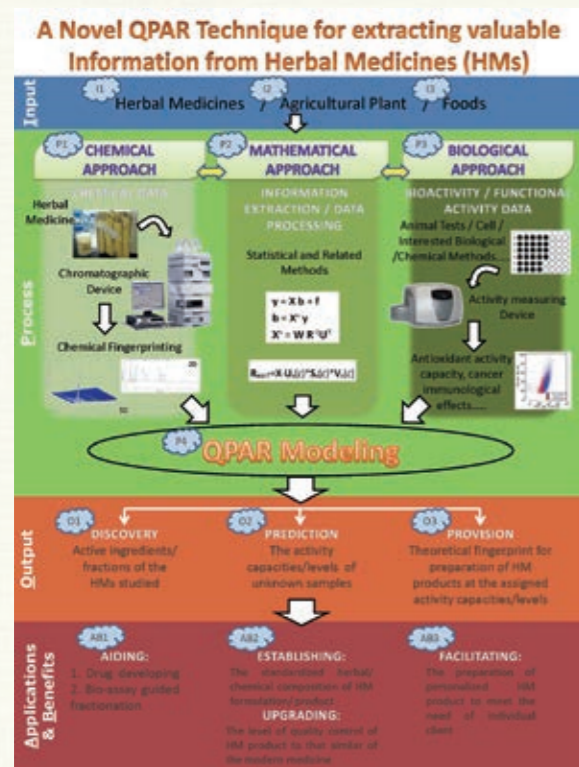 A Novel QPAR Technique for extracting valuable
Information from Herbal Medicines (HMs)
Input
I1 I2 I3
Herbal Medicines / Agricultural Plant / Foods
Process
P1 P2 P3
CHEMICAL APPROACH
MATHEMATICAL APPROACH
BIOLOGICAL APPROACH
CHEMICAL DATA
Herbal
Medicine
Chromatographic
Device
Chemical Fingerprinting
2D
3D
INFORMATION
EXTRACTION / DATA
PROCESSING
Statistical and Related
Methods
y = X b + f
BIOACTIVITY / FUNCTIONAL
ACTIVITY DATA
Animal Tests / Cell /
Interested Biological
/Chemical Methods....
Activity measuring
Device
Antioxidant activity
capacity, cancer
immunological
effects.....
P4
QPAR Modeling
Output
O1
DISCOVERY
Active ingredients/
fractions of the
HMs studied
O2
PREDICTION
The activity
capacities/levels of
unknown samples
O3
PROVISION
Theoretical fingerprint for
preparation of HM
products at the assigned
activity capacities/levels
Applications
& Benefits
AB1
AIDING:
1. Drug developing
2. Bio-assay guided
fractionation
AB2
ESTABLISHING:
The standardized herbal/
chemical composition of HM
formulation/product
UPGRADING:
The level of quality control of
HM product to that similar of
the modern medicine
AB3
FACILITATING:
The preparation of
personalized HM
product to meet the
need of individual
client